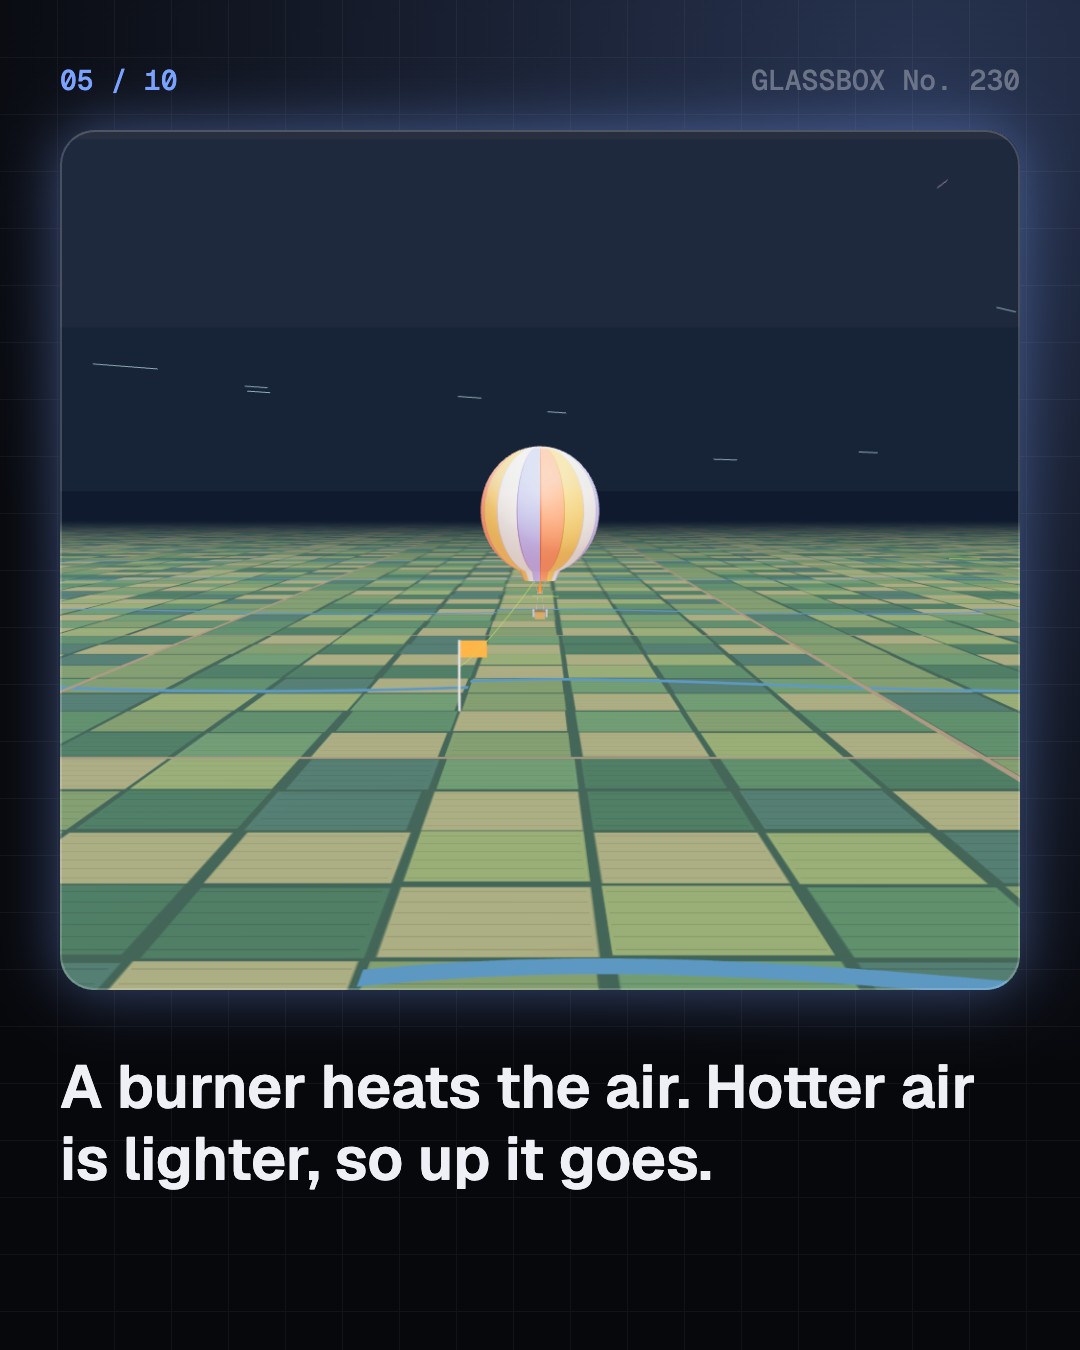 05 / 10
GLASSBOX No. 230
A burner heats the air. Hotter air
is lighter, so up it goes.